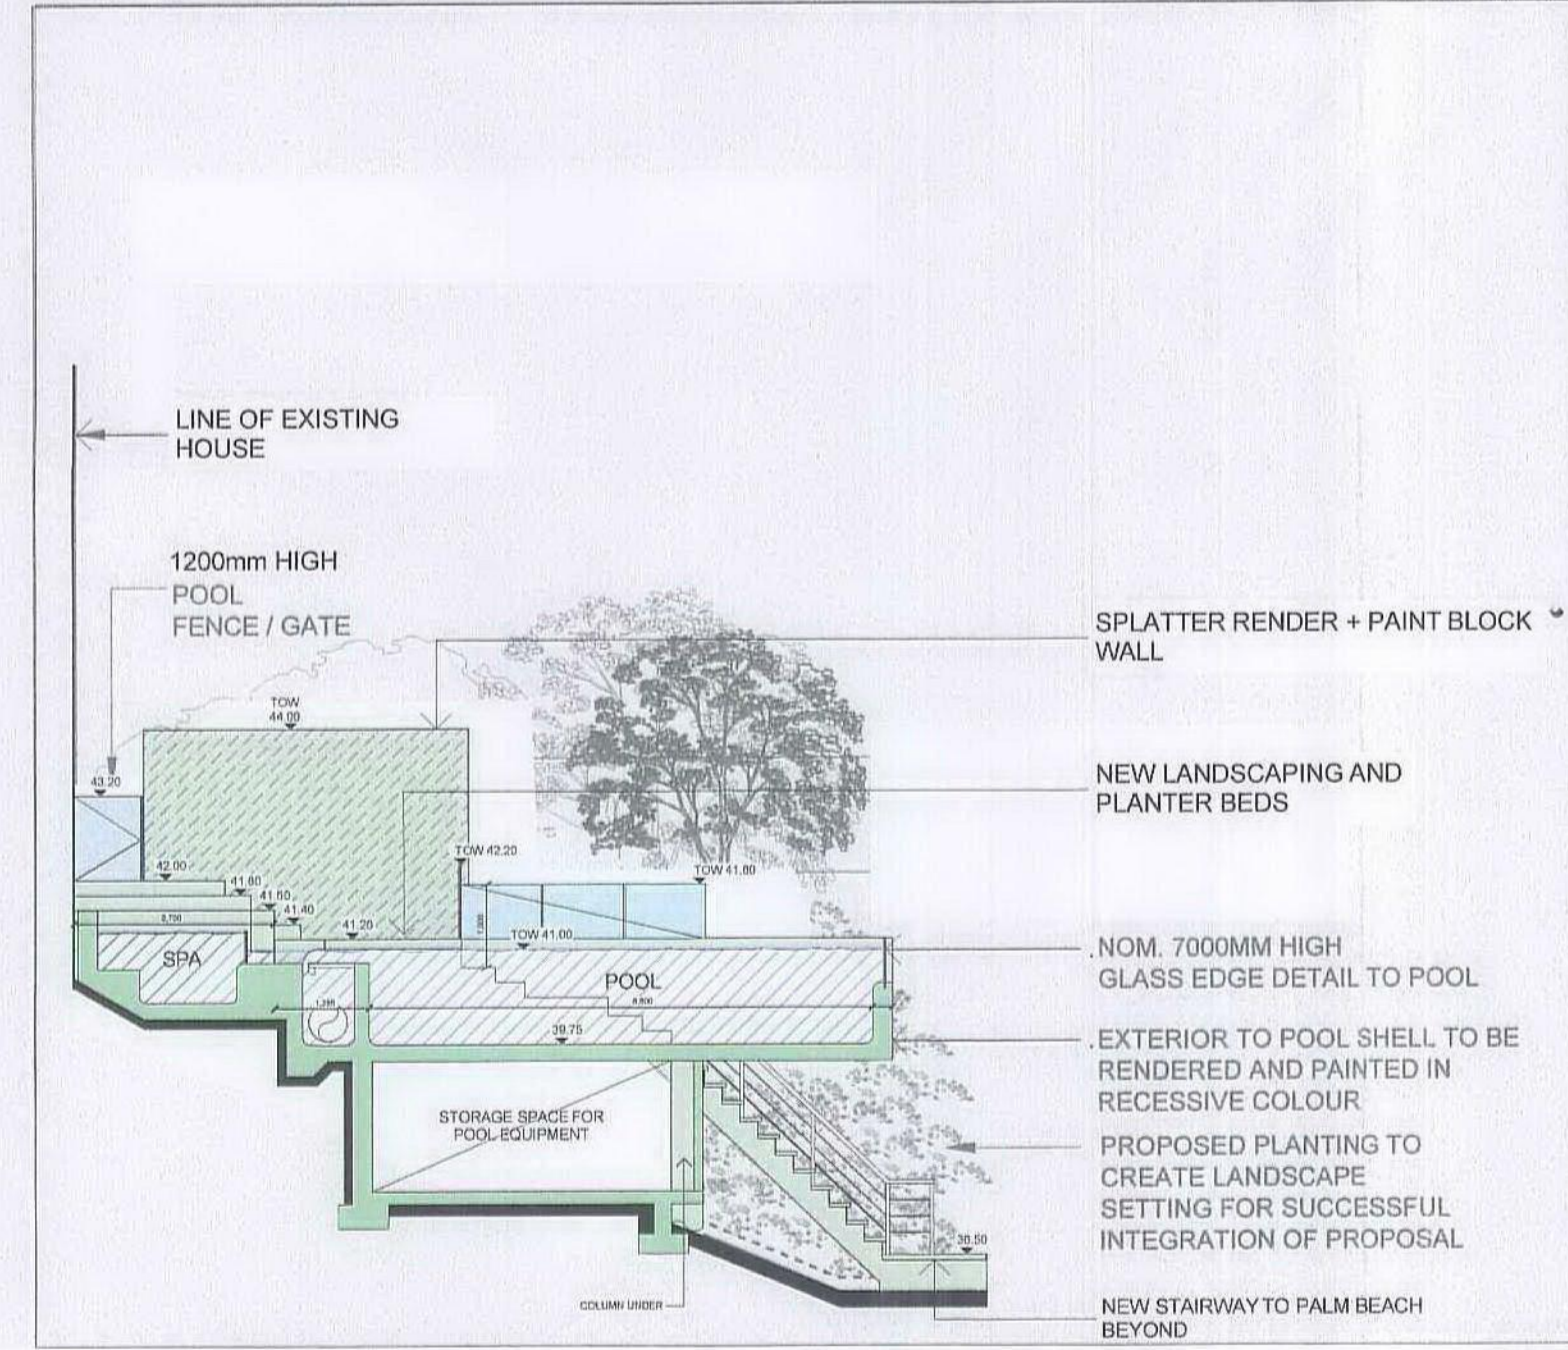 LINE OF EXISTING
HOUSE
1200mm HIGH
POOL
FENCE / GATE
SPLATTER RENDER + PAINT BLOCK
WALL
TOW
44.00
NEW LANDSCAPING AND
PLANTER BEDS
43.20
TOW 42.20
42.00
TOW 41.80
41.80
41.60
41.40
41.20
TOW 41.00
2,700
SPA
POOL
NOM. 7000MM HIGH
GLASS EDGE DETAIL TO POOL
8,800
39.75
EXTERIOR TO POOL SHELL TO BE
RENDERED AND PAINTED IN
RECESSIVE COLOUR
STORAGE SPACE FOR
POOL EQUIPMENT
PROPOSED PLANTING TO
CREATE LANDSCAPE
SETTING FOR SUCCESSFUL
INTEGRATION OF PROPOSAL
COLUMN UNDER
NEW STAIRWAY TO PALM BEACH
BEYOND